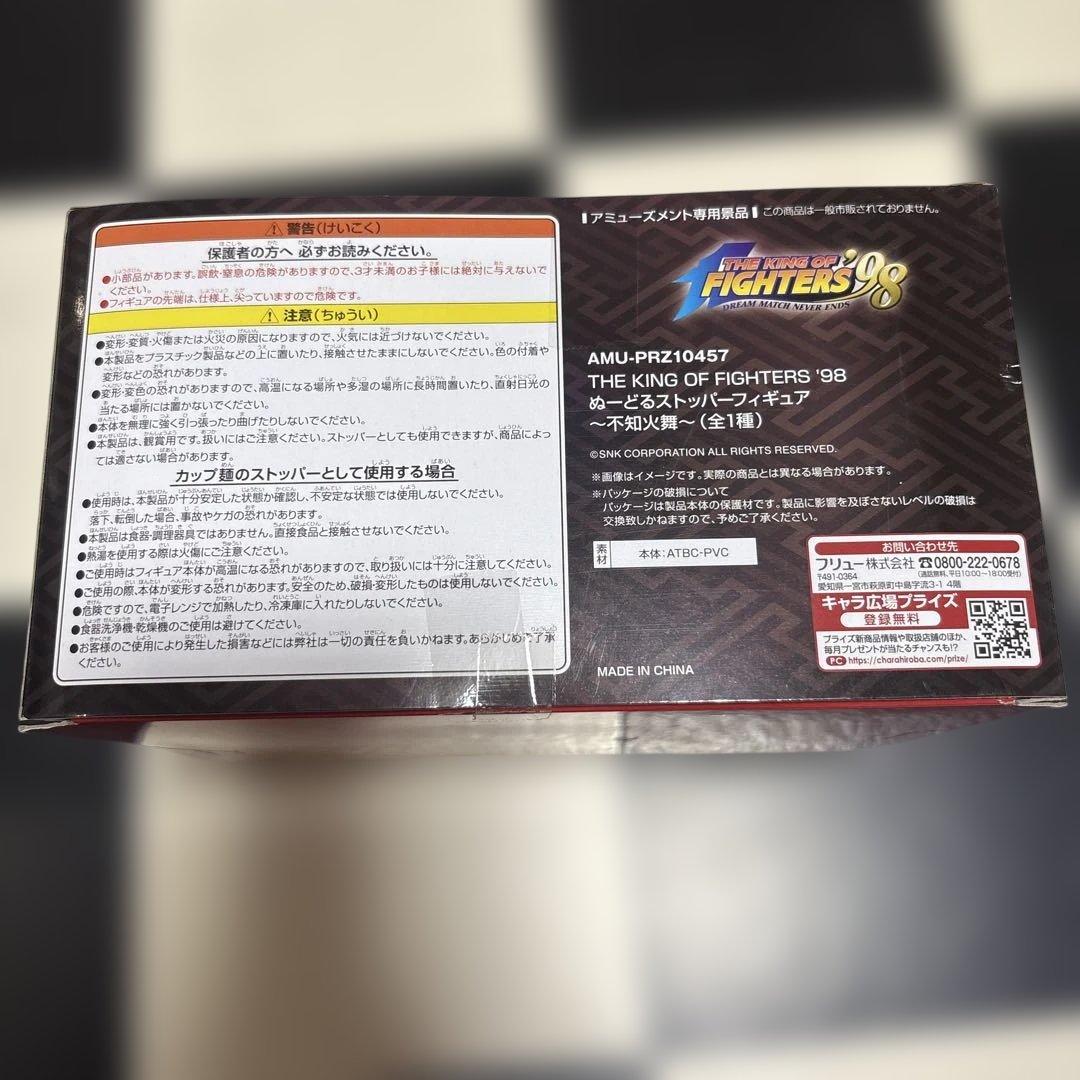 ⚠ 警告(けいこく)
保護者の方へ 必ずお読みください。
●小部品があります。誤飲・窒息の危険がありますので、3才未満のお子様には絶対に与えないで
ください。
●フィギュアの先端は、仕様上、尖っていますので危険です。
⚠ 注意(ちゅうい)
●変形・変質・火傷または火災の原因になりますので、火気には近づけないでください。
●本製品をプラスチック製品などの上に置いたり、接触させたままにしないでください。色の付着や
変形などの恐れがあります。
●変形・変色の恐れがありますので、高温になる場所や多湿の場所に長時間置いたり、直射日光の
当たる場所には置かないでください。
●本体を無理に強く引っ張ったり曲げたりしないでください。
●本製品は、観賞用です。扱いにはご注意ください。ストッパーとしても使用できますが、商品によっ
ては適さない場合があります。
カップ麺のストッパーとして使用する場合
●使用時は、本製品が十分安定した状態か確認し、不安定な状態では使用しないでください。
落下、転倒した場合、事故やケガの恐れがあります。
●本製品は食器・調理器具ではありません。直接食品と接触させないでください。
●熱湯を使用する際は火傷にご注意ください。
●ご使用時はフィギュア本体が高温になる恐れがありますので、取り扱いには十分に注意してください。
●ご使用の際、本体が変形する恐れがあります。安全のため、破損・変形したものは使用しないでください。
●危険ですので、電子レンジで加熱したり、冷凍庫に入れたりしないでください。
●食器洗浄機・乾燥機のご使用は避けてください。
●お客様のご使用により発生した損害などには弊社は一切の責任を負いかねます。あらかじめご了承
ください。
アミューズメント専用景品 この商品は一般市販されておりません。
THE KING OF
FIGHTERS '98
DREAM MATCH NEVER ENDS
AMU-PRZ10457
THE KING OF FIGHTERS '98
ぬーどるストッパーフィギュア
～不知火舞～(全1種)
©SNK CORPORATION ALL RIGHTS RESERVED.
※画像はイメージです。実際の商品とは異なる場合があります。
※パッケージの破損について
パッケージは製品本体の保護材です。製品に影響を及ぼさないレベルの破損は
交換致しかねますので、予めご了承ください。
素材 本体:ATBC-PVC
お問い合わせ先
フリュー株式会社 ☎0800-222-0678
〒491-0364 (通話無料、平日10:00~18:00受付)
愛知県一宮市萩原町中島字流3-1 4階
キャラ広場プライズ
登録無料
プライズ新商品情報や取扱店舗のほか、
毎月プレゼントが当たるチャンスも!?
PC https://charahiroba.com/prize/
MADE IN CHINA